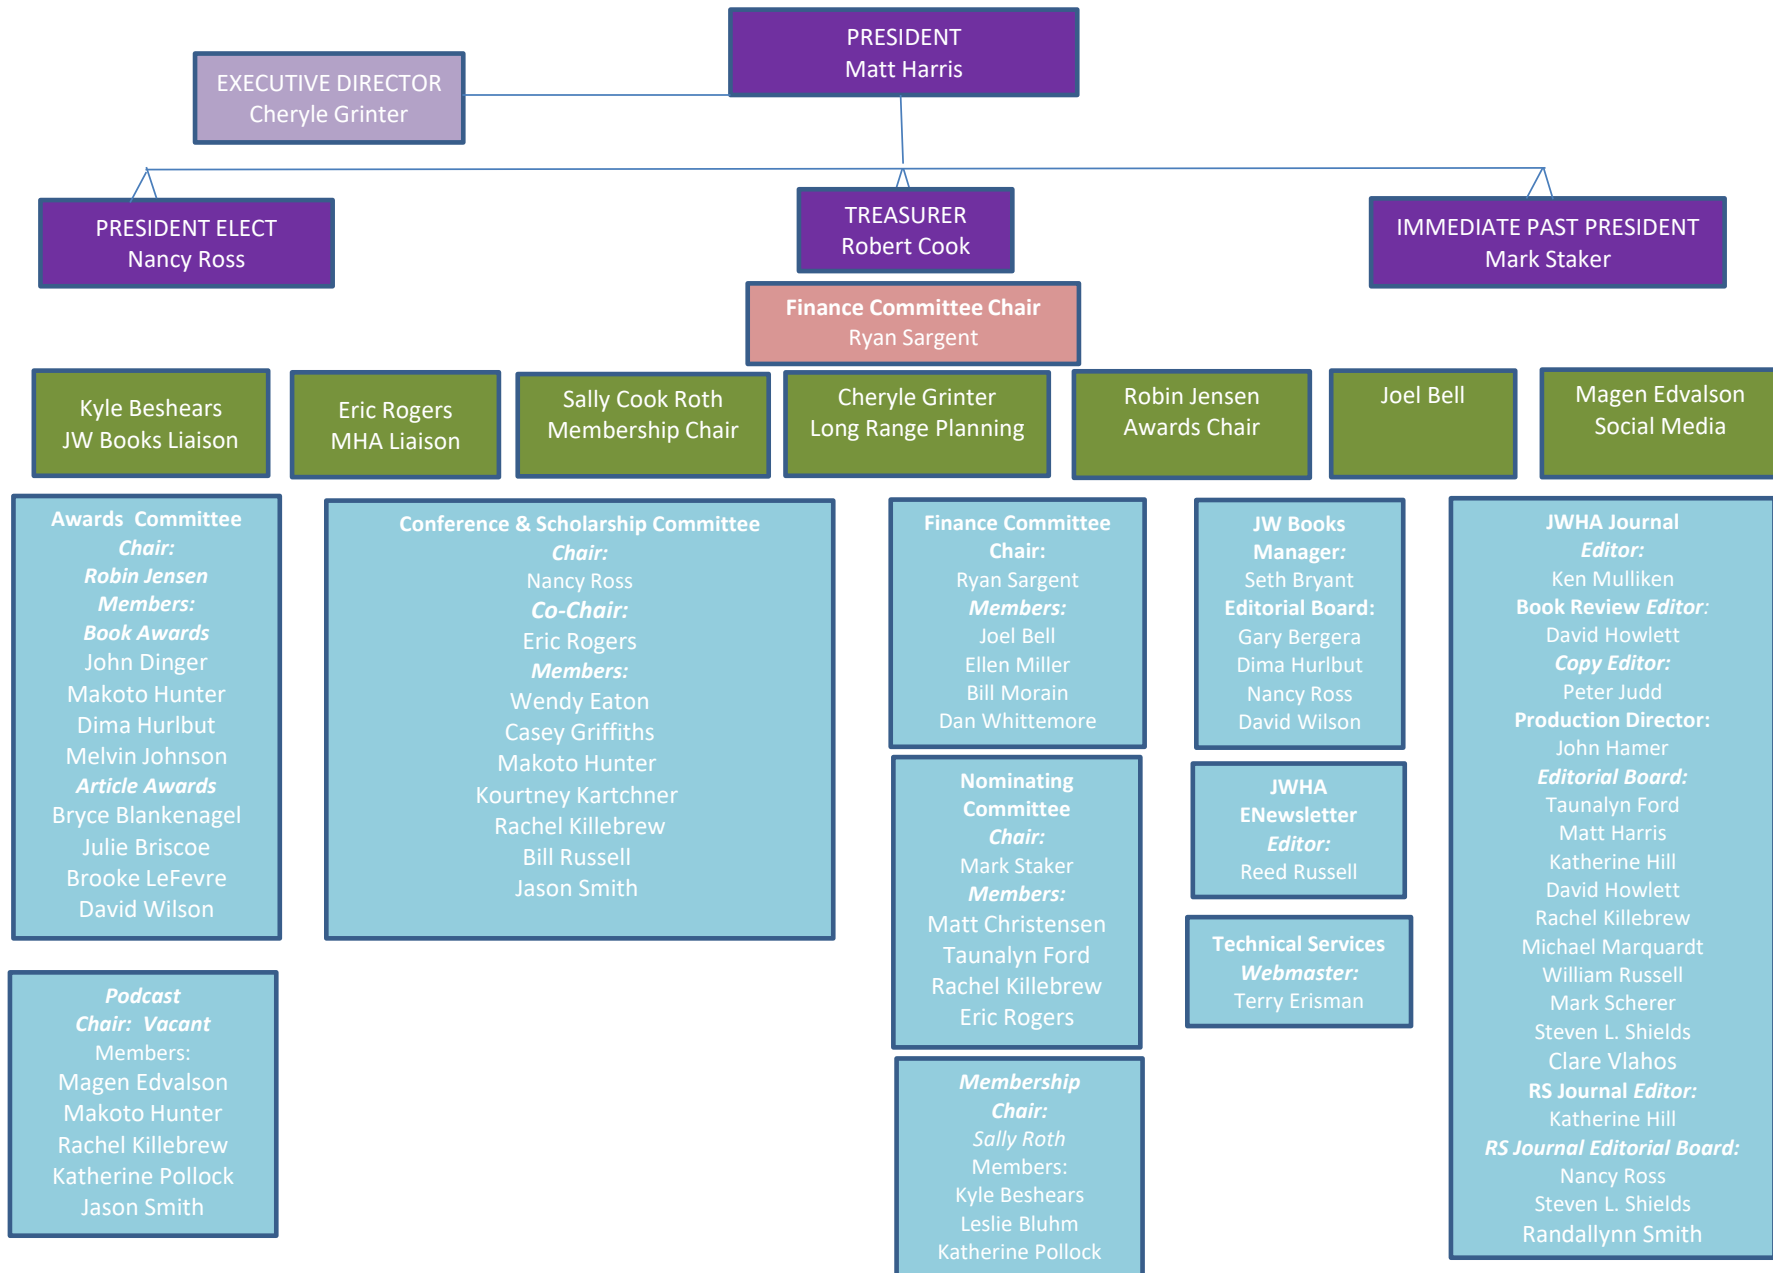 PRESIDENT
Matt Harris
EXECUTIVE DIRECTOR
Cheryle Grinter
PRESIDENT ELECT
Nancy Ross
TREASURER
Robert Cook
IMMEDIATE PAST PRESIDENT
Mark Staker
Finance Committee Chair
Ryan Sargent
Kyle Beshears
JW Books Liaison
Eric Rogers
MHA Liaison
Sally Cook Roth
Membership Chair
Cheryle Grinter
Long Range Planning
Robin Jensen
Awards Chair
Joel Bell
Magen Edvalson
Social Media
Awards Committee
Chair:
Robin Jensen
Members:
Book Awards
John Dinger
Makoto Hunter
Dima Hurlbut
Melvin Johnson
Article Awards
Bryce Blankenagel
Julie Briscoe
Brooke LeFevre
David Wilson
Podcast
Chair: Vacant
Members:
Magen Edvalson
Makoto Hunter
Rachel Killebrew
Katherine Pollock
Jason Smith
Conference & Scholarship Committee
Chair:
Nancy Ross
Co-Chair:
Eric Rogers
Members:
Wendy Eaton
Casey Griffiths
Makoto Hunter
Kourtney Kartchner
Rachel Killebrew
Bill Russell
Jason Smith
Finance Committee
Chair:
Ryan Sargent
Members:
Joel Bell
Ellen Miller
Bill Morain
Dan Whittemore
Nominating
Committee
Chair:
Mark Staker
Members:
Matt Christensen
Taunalyn Ford
Rachel Killebrew
Eric Rogers
Membership
Chair:
Sally Roth
Members:
Kyle Beshears
Leslie Bluhm
Katherine Pollock
JW Books
Manager:
Seth Bryant
Editorial Board:
Gary Bergera
Dima Hurlbut
Nancy Ross
David Wilson
JWHA
ENewsletter
Editor:
Reed Russell
Technical Services
Webmaster:
Terry Erisman
JWHA Journal
Editor:
Ken Mulliken
Book Review Editor:
David Howlett
Copy Editor:
Peter Judd
Production Director:
John Hamer
Editorial Board:
Taunalyn Ford
Matt Harris
Katherine Hill
David Howlett
Rachel Killebrew
Michael Marquardt
William Russell
Mark Scherer
Steven L. Shields
Clare Vlahos
RS Journal Editor:
Katherine Hill
RS Journal Editorial Board:
Nancy Ross
Steven L. Shields
Randallynn Smith